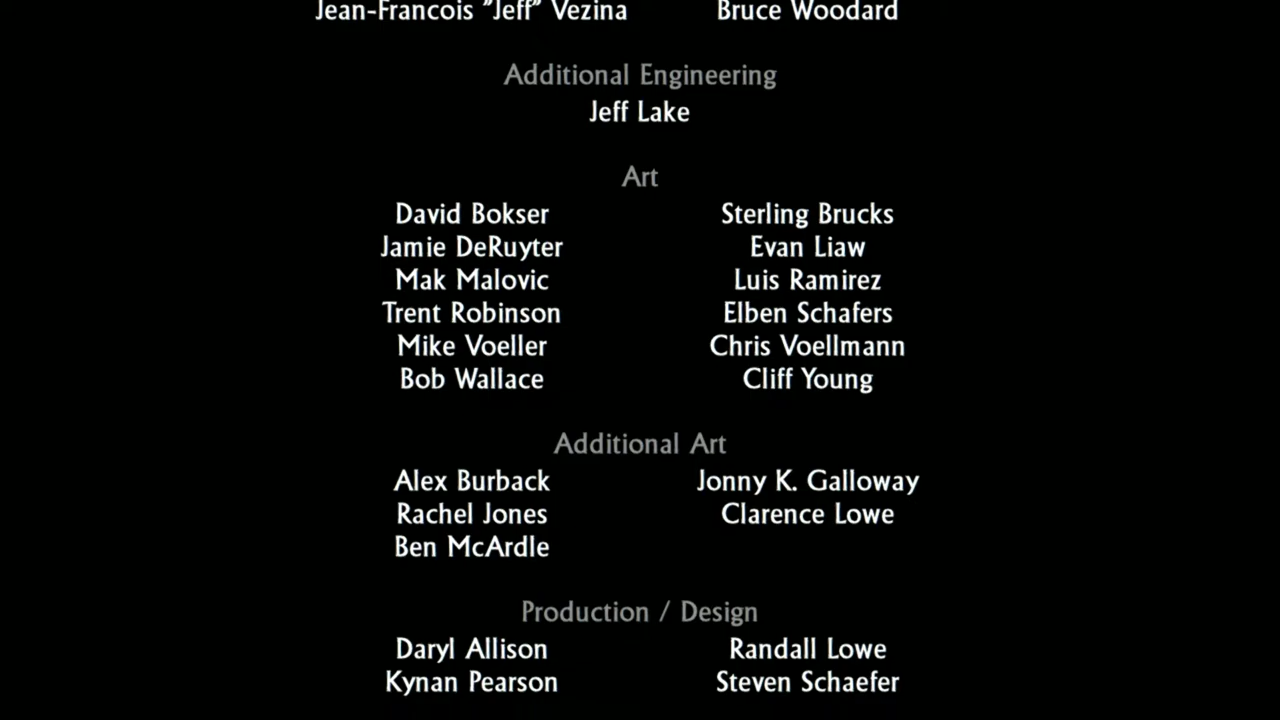 Jean-Francois "Jeff" Vezina Bruce Woodard
Additional Engineering
Jeff Lake
Art
David Bokser Sterling Brucks
Jamie DeRuyter Evan Liaw
Mak Malovic Luis Ramirez
Trent Robinson Elben Schafers
Mike Voeller Chris Voellmann
Bob Wallace Cliff Young
Additional Art
Alex Burback Jonny K. Galloway
Rachel Jones Clarence Lowe
Ben McArdle
Production / Design
Daryl Allison Randall Lowe
Kynan Pearson Steven Schaefer